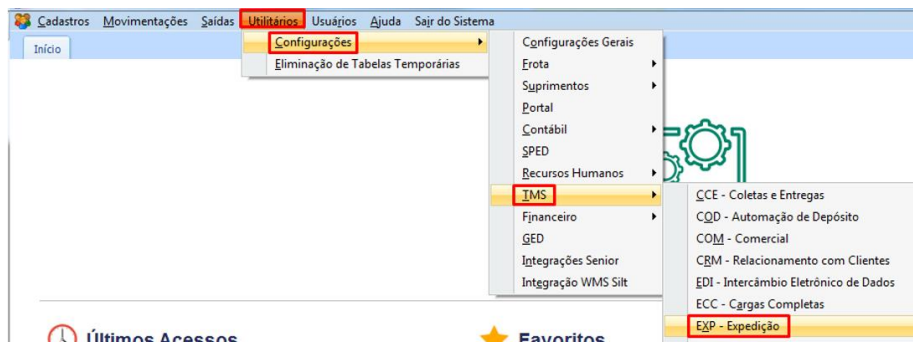 Cadastros Movimentações Saídas Utilitários Usuários Ajuda Sair do Sistema
Início
Configurações
Eliminação de Tabelas Temporárias
Configurações Gerais
Frota
Suprimentos
Portal
Contábil
SPED
Recursos Humanos
TMS
Financeiro
GED
Integrações Senior
Integração WMS Silt
CCE - Coletas e Entregas
COD - Automação de Depósito
COM - Comercial
CRM - Relacionamento com Clientes
EDI - Intercâmbio Eletrônico de Dados
ECC - Cargas Completas
EXP - Expedição
Últimos Acessos
Favoritos